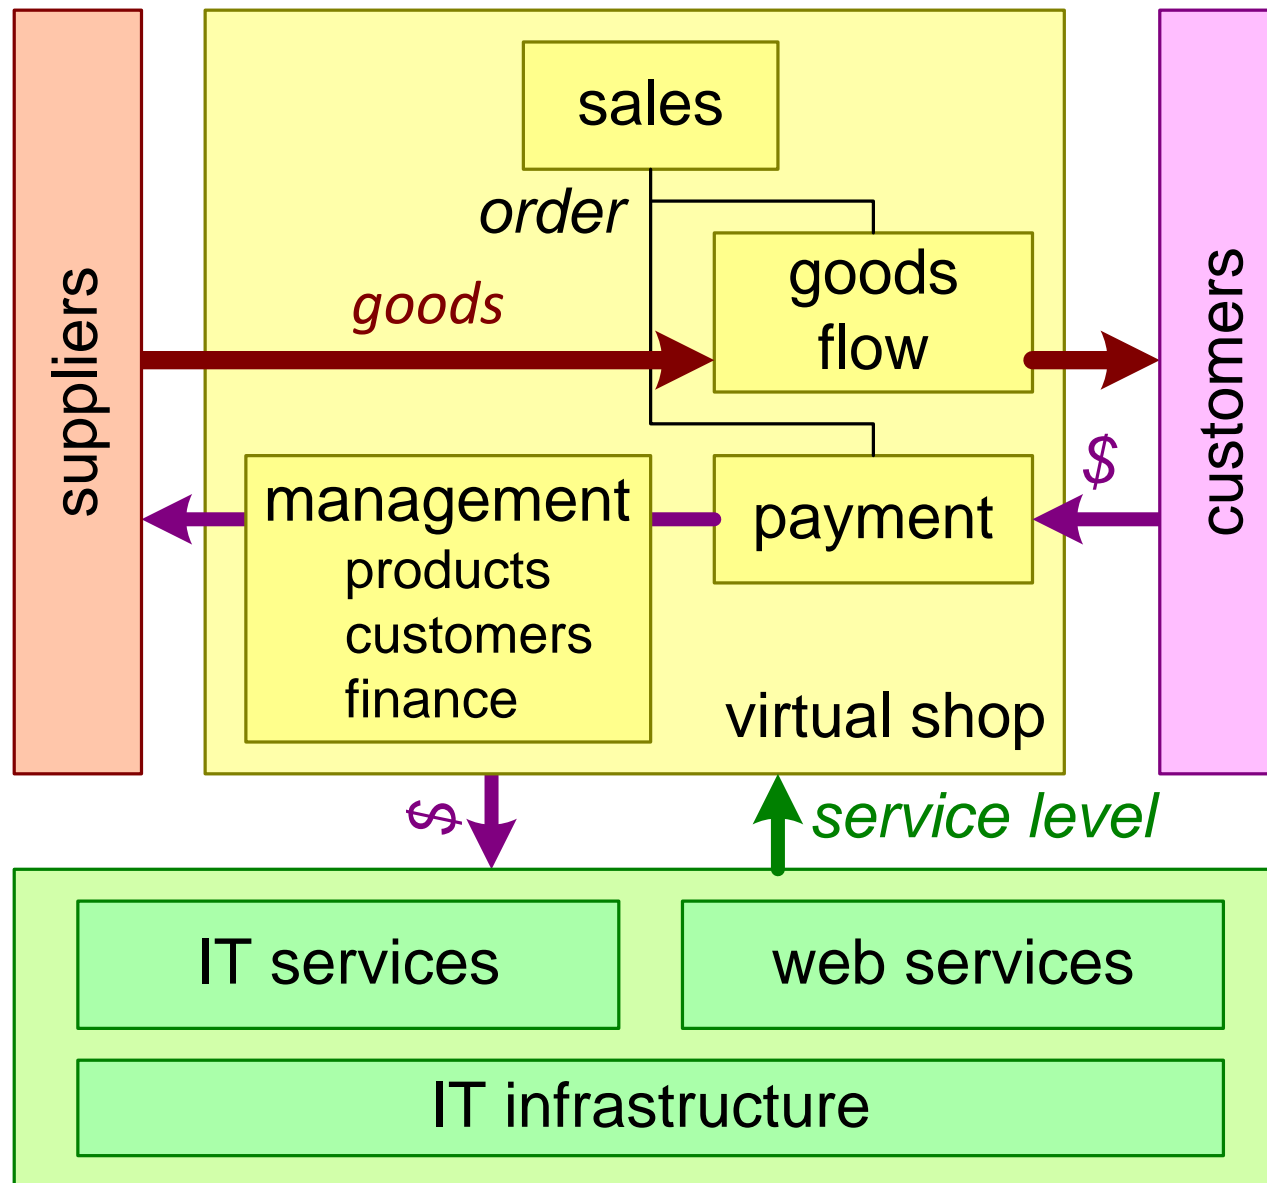 suppliers
sales
order
goods
goods
flow
customers
$
management
products
customers
finance
payment
virtual shop
$
service level
IT services
web services
IT infrastructure